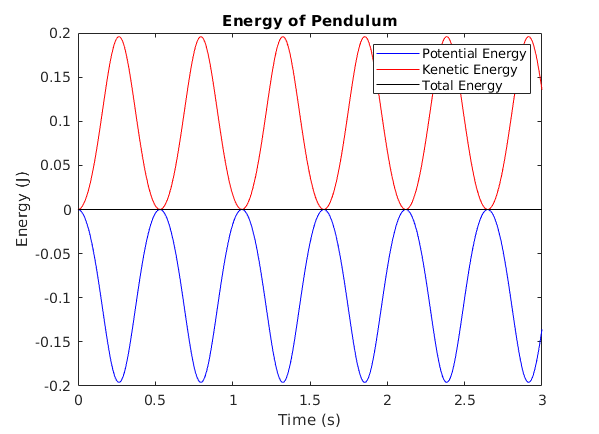 Energy of Pendulum
Potential Energy
Kenetic Energy
Total Energy
0.2
0.15
0.1
0.05
0
-0.05
-0.1
-0.15
-0.2
Energy (J)
0
0.5
1
1.5
2
2.5
3
Time (s)